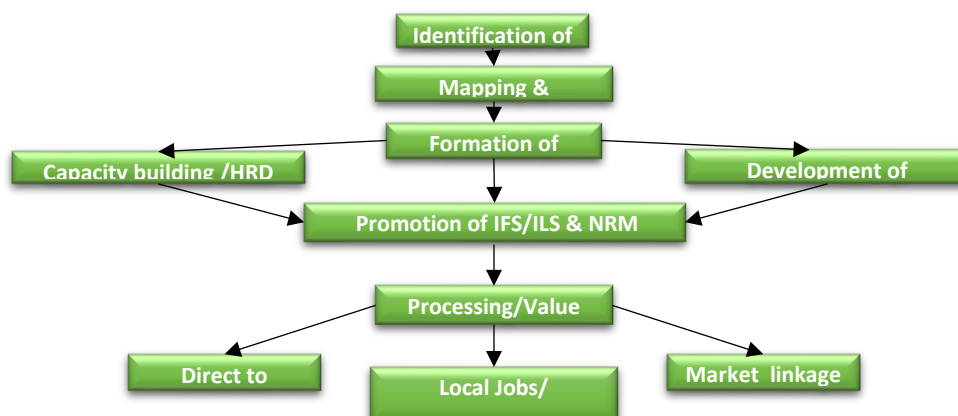 Identification of
Mapping &
Formation of
Capacity building /HRD
Development of
Promotion of IFS/ILS & NRM
Processing/Value
Direct to
Local Jobs/
Market linkage